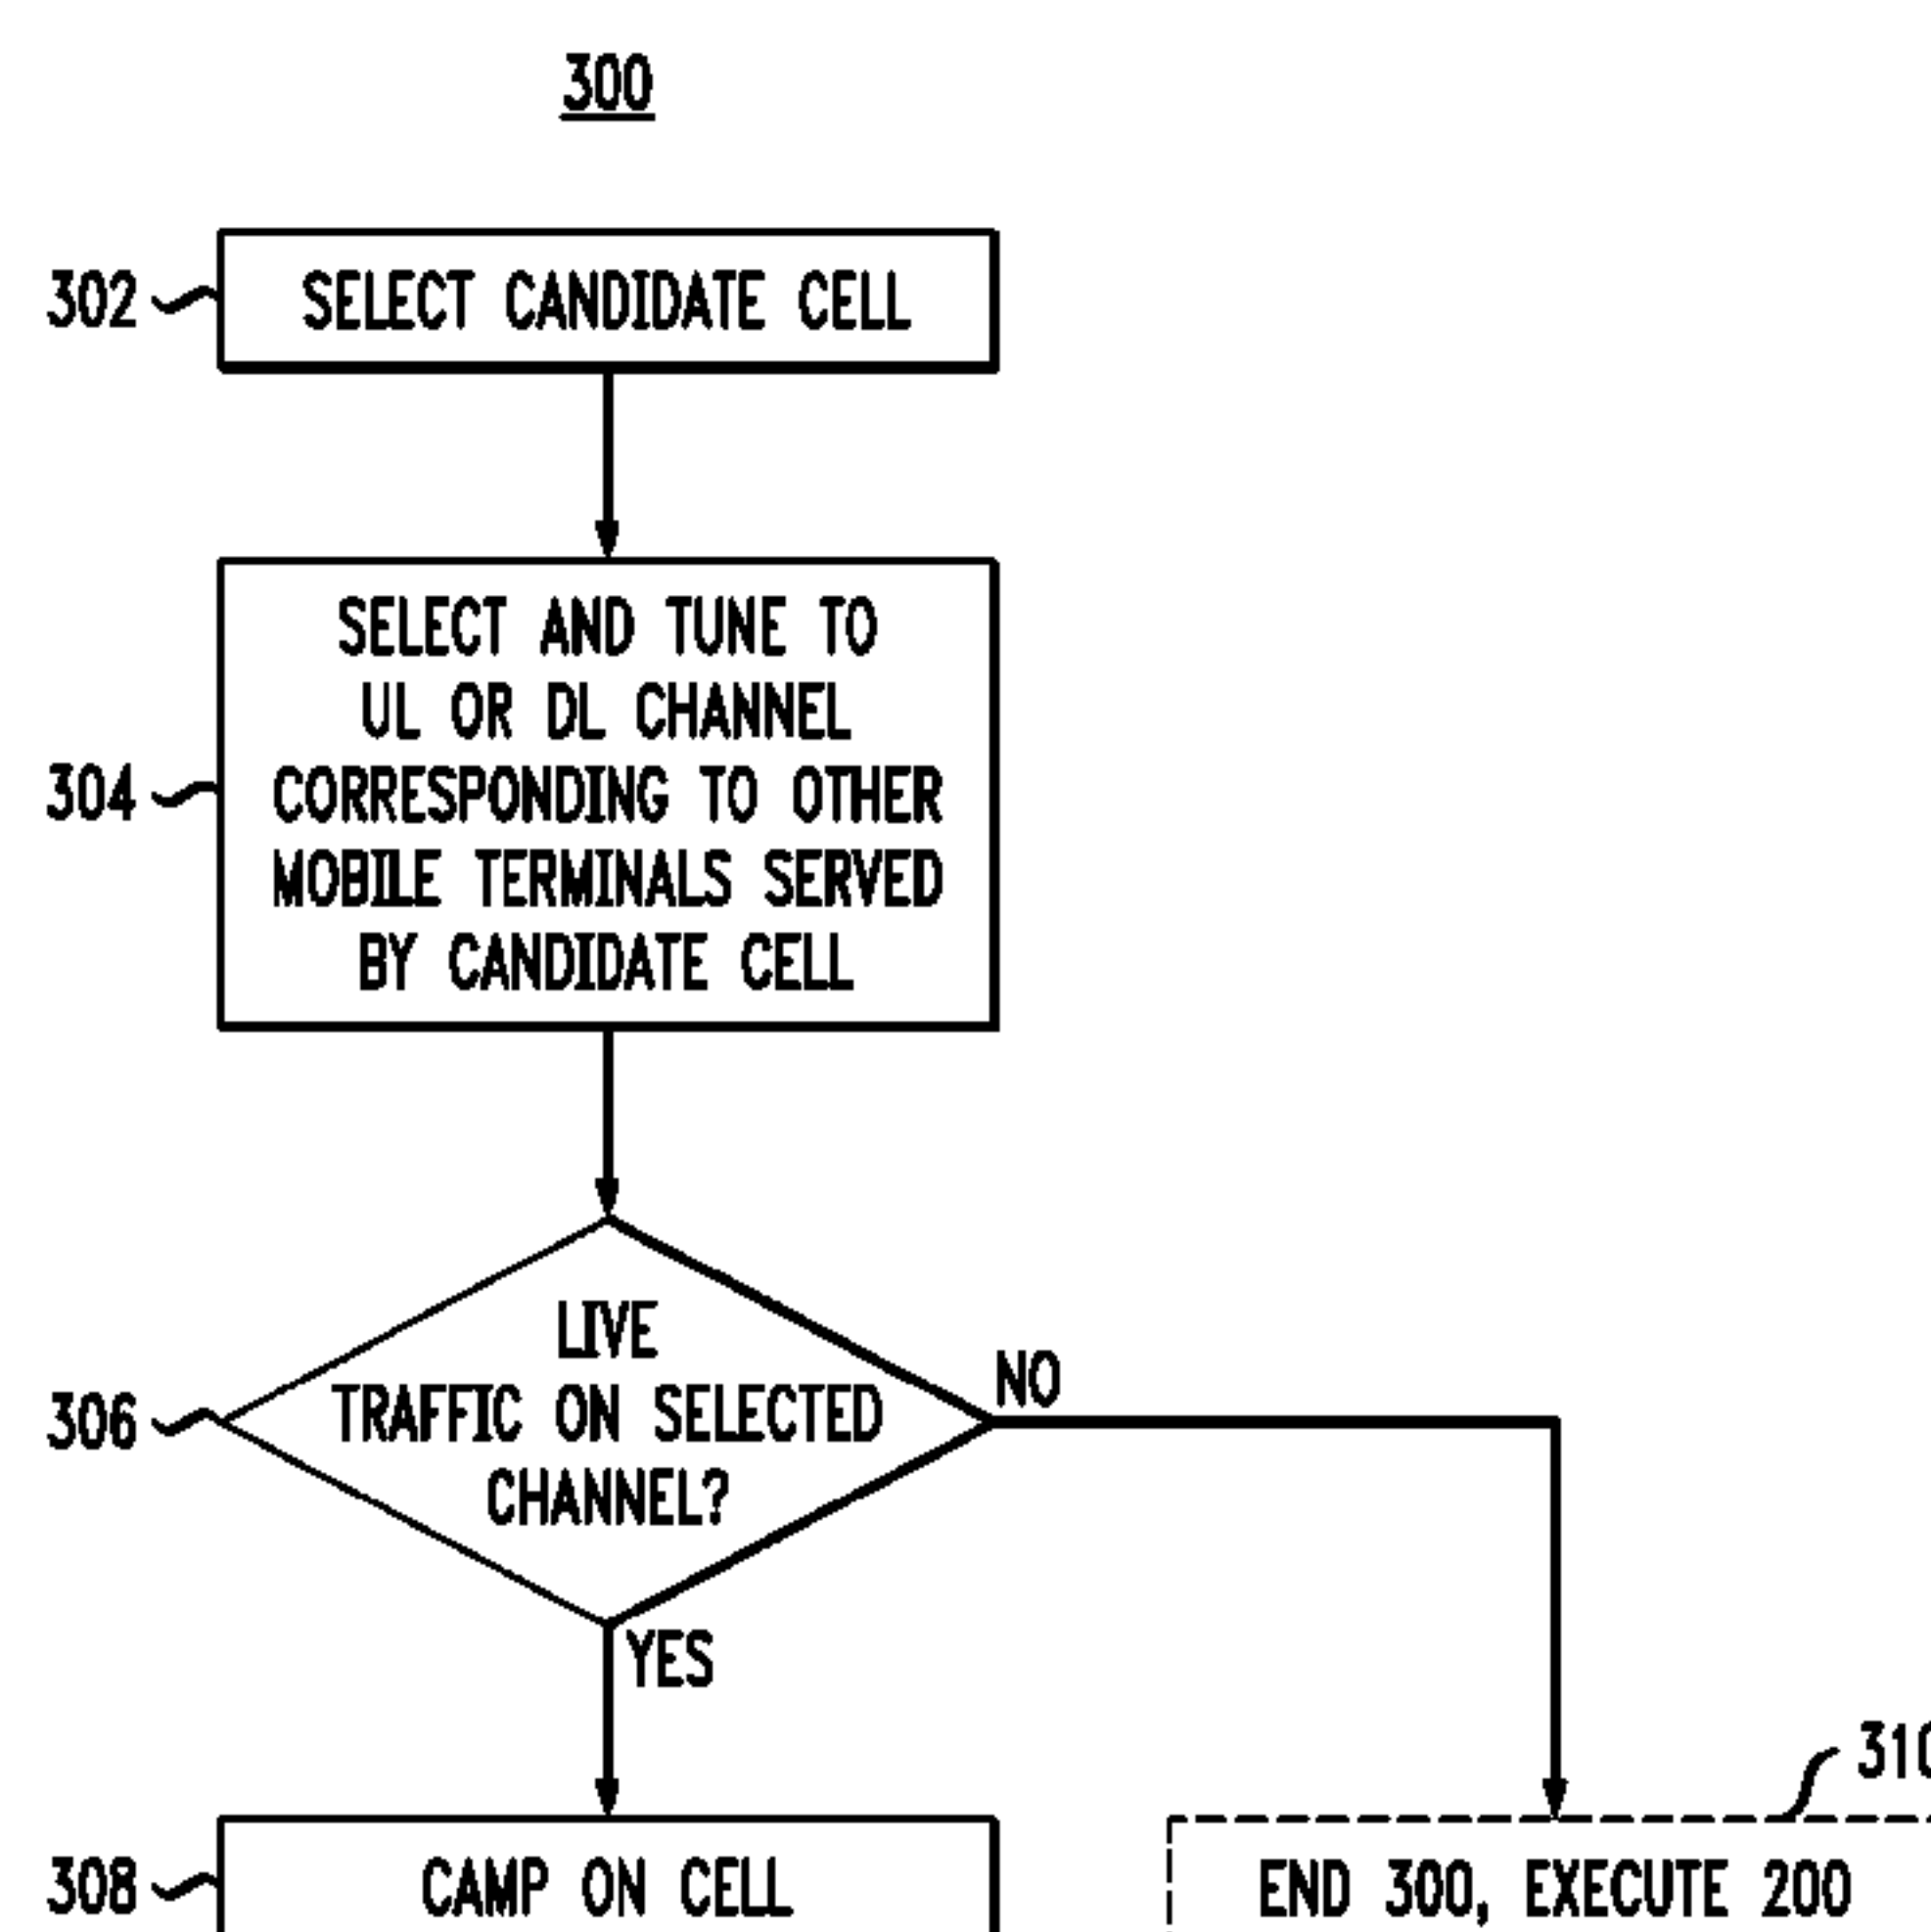 300
302
SELECT CANDIDATE CELL
SELECT AND TUNE TO
UL OR DL CHANNEL
304
CORRESPONDING TO OTHER
MOBILE TERMINALS SERVED
BY CANDIDATE CELL
LIVE
NO
306
TRAFFIC ON SELECTED
CHANNEL?
YES
310
308
CAMP ON CELL
END 300, EXECUTE 200